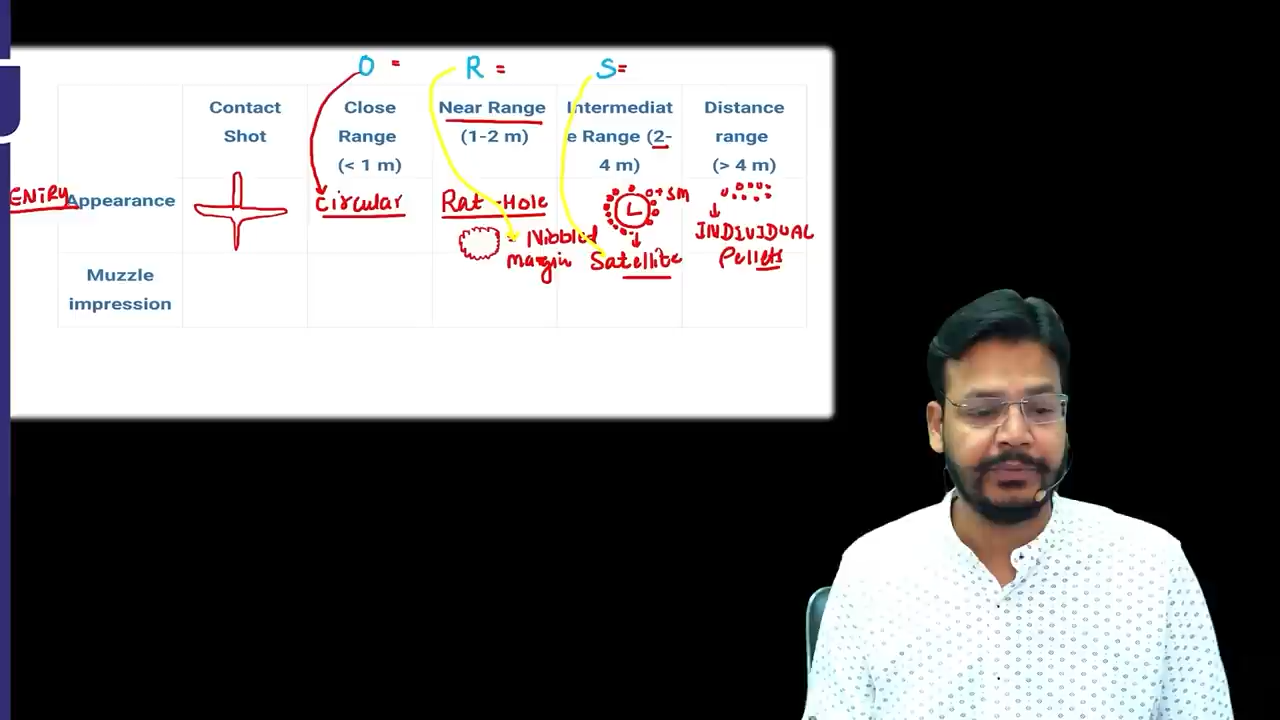 O = R = S=
Contact
Shot
Close
Range
(< 1 m)
Near Range
(1-2 m)
Intermediat
e Range (2-
4 m)
Distance
range
(> 4 m)
ENTRY
Appearance
Circular
Rat-Hole
= Nibbled
margin
L
+ SM
Satellite
INDIVIDUAL
Pellets
Muzzle
impression